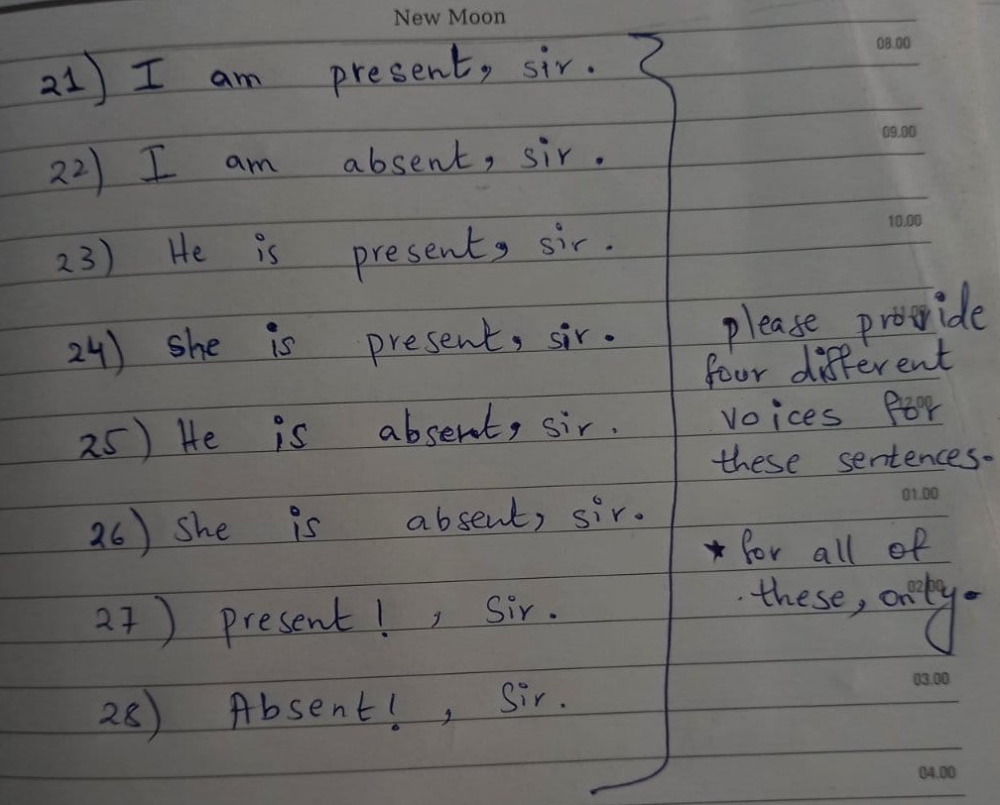 New Moon
21) I am present, sir.
22) I am absent, sir.
23) He is present, sir.
24) she is present, sir.
25) He is absent, sir.
26) she is absent, sir.
27) present! , Sir.
28) Absent! , Sir.
please provide
four different
voices for
these sentences.
* for all of
these, only.
08.00
09.00
10.00
12.00
01.00
02.00
03.00
04.00